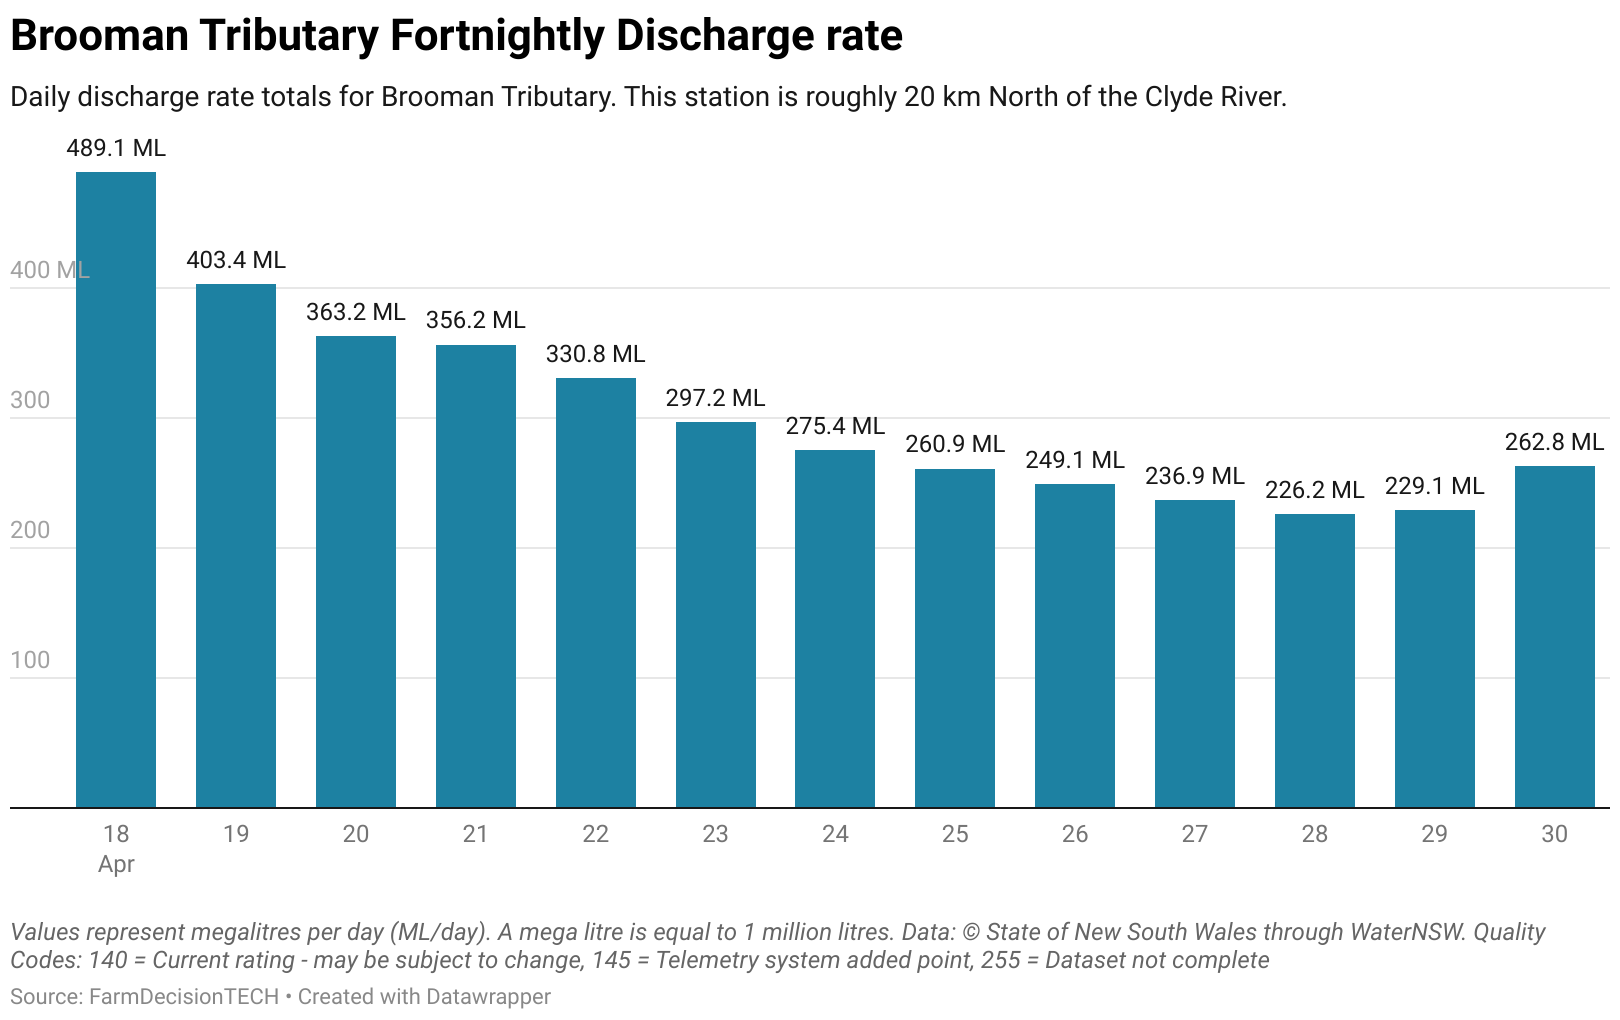 Brooman Tributary Fortnightly Discharge rate
Daily discharge rate totals for Brooman Tributary. This station is roughly 20 km North of the Clyde River.
489.1 ML
403.4 ML
363.2 ML
356.2 ML
330.8 ML
297.2 ML
275.4 ML
260.9 ML
249.1 ML
236.9 ML
226.2 ML
229.1 ML
262.8 ML
400 ML
300
200
100
18 19 20 21 22 23 24 25 26 27 28 29 30
Apr
Values represent megalitres per day (ML/day). A mega litre is equal to 1 million litres. Data: © State of New South Wales through WaterNSW. Quality
Codes: 140 = Current rating - may be subject to change, 145 = Telemetry system added point, 255 = Dataset not complete
Source: FarmDecisionTECH • Created with Datawrapper